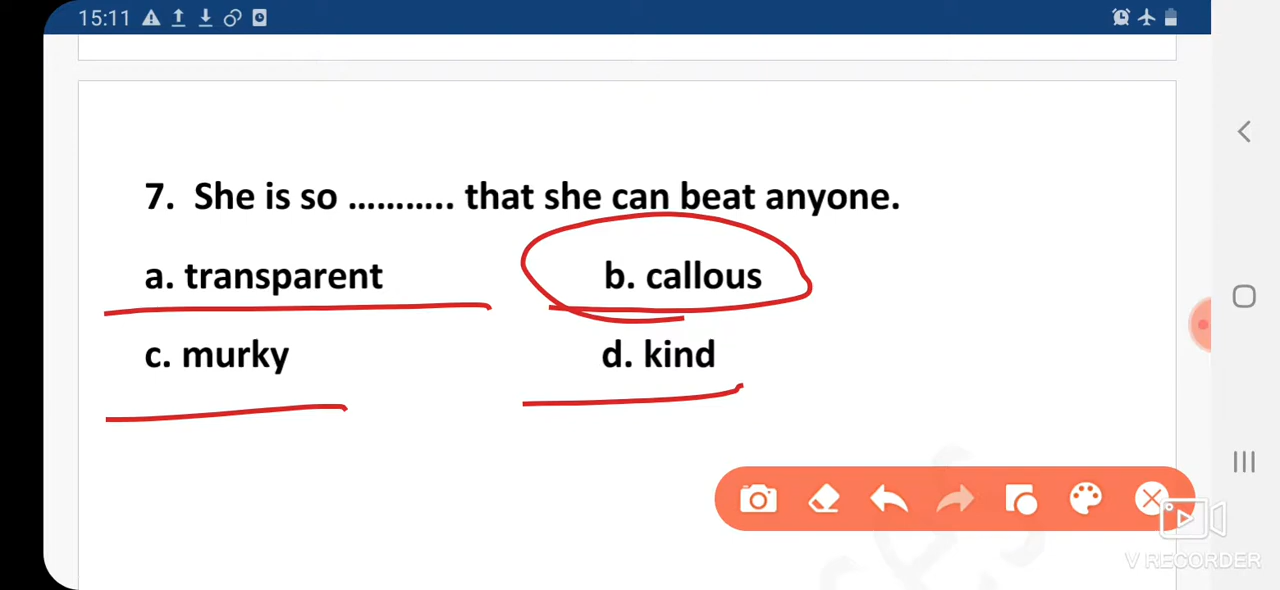 15:11
7. She is so ........... that she can beat anyone.
a. transparent b. callous
c. murky d. kind
V RECORDER